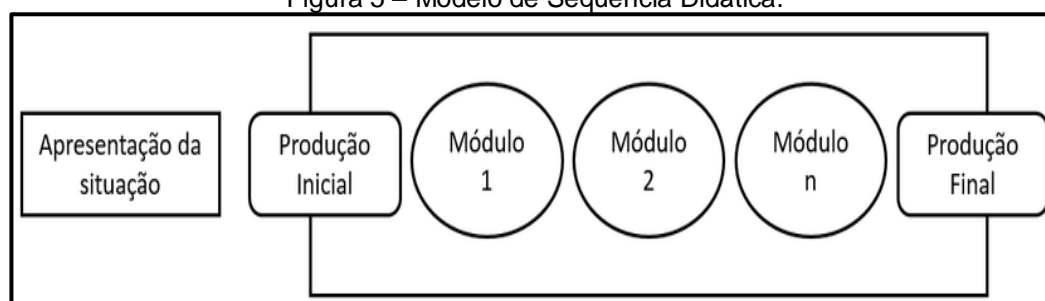 Figura 5 – Modelo de Sequência Didática.
Apresentação da
situação
Produção
Inicial
Módulo
1
Módulo
2
Módulo
n
Produção
Final